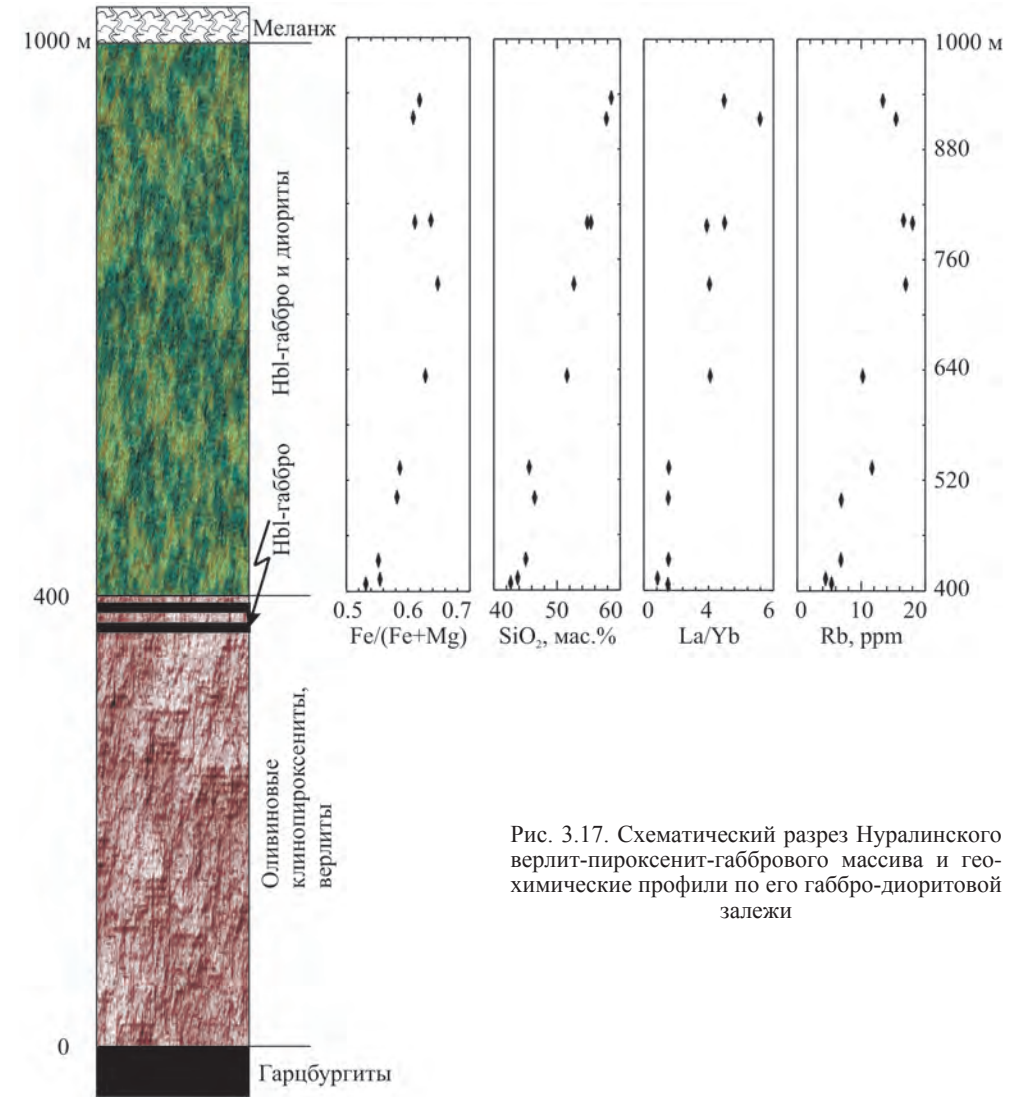 1000 м
Меланж
Hbl-габбро и диориты
Hbl-габбро
400
Оливиновые
клинопироксениты,
верлиты
0
Гарцбургиты
1000 м
880
760
640
520
400
0.5 0.6 0.7
Fe/(Fe+Mg)
40 50 60
SiO₂, мас.%
0 4 6
La/Yb
0 10 20
Rb, ppm
Рис. 3.17. Схематический разрез Нуралинского
верлит-пироксенит-габбрового массива и гео-
химические профили по его габбро-диоритовой
залежи